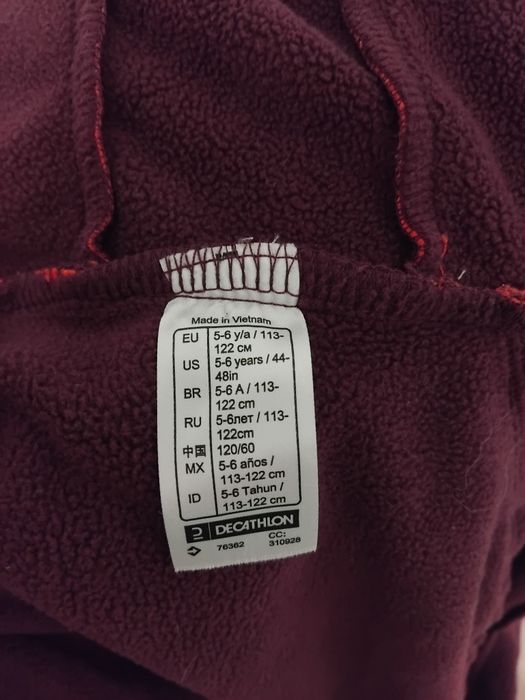 Made in Vietnam
EU 5-6 y/a / 113-
122 см
US 5-6 years / 44-
48in
BR 5-6 A / 113-
122 cm
RU 5-6лет / 113-
122cm
中国 120/60
MX 5-6 años /
113-122 cm
ID 5-6 Tahun /
113-122 cm
DECATHLON
76362 CC:
310928